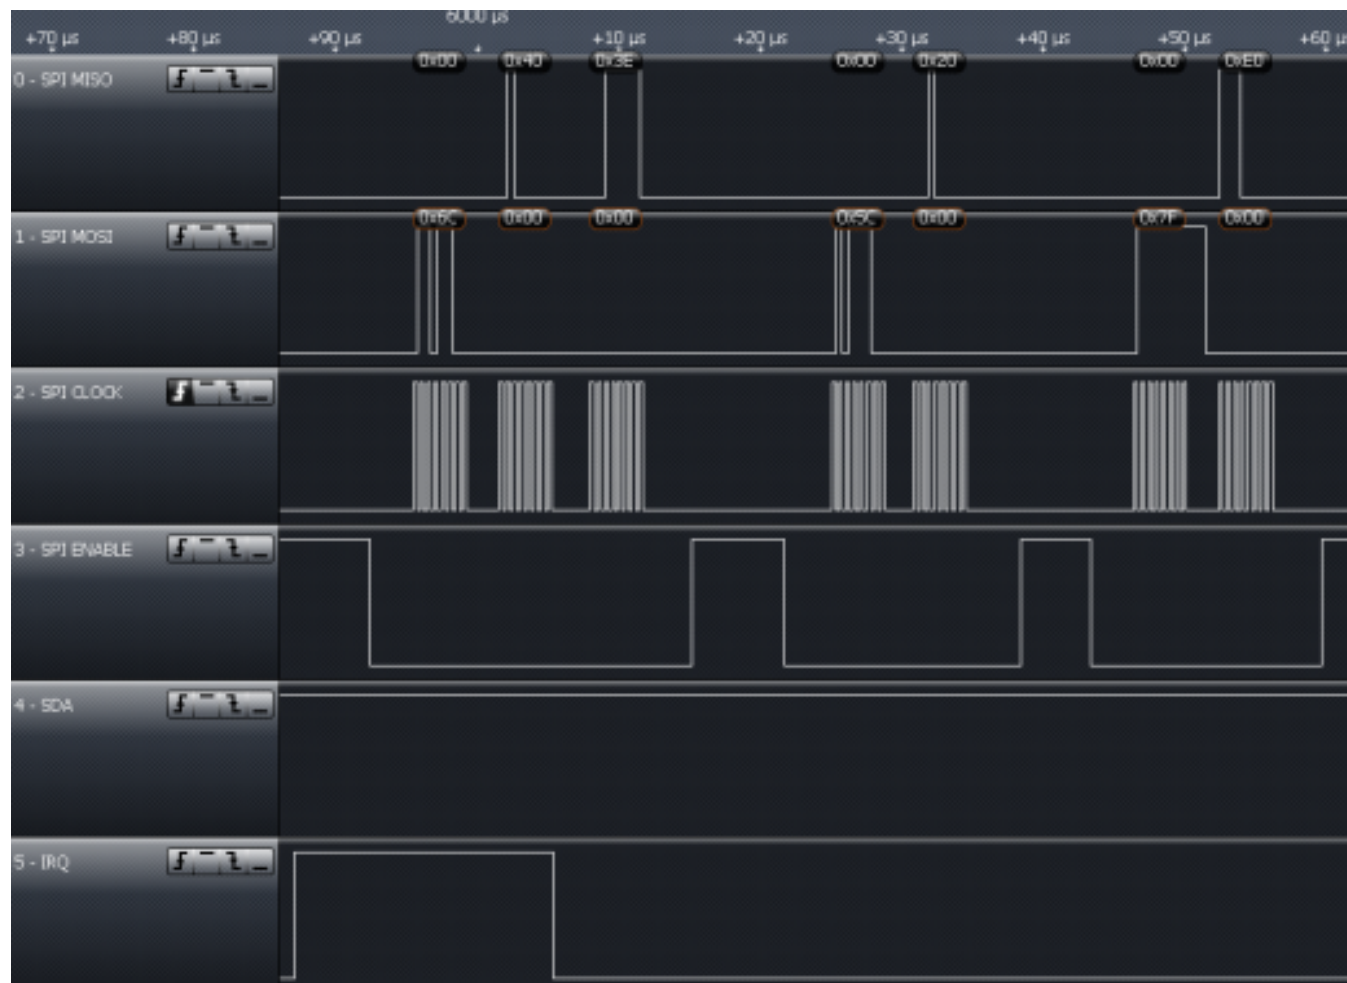 6000 µs
+70 µs +80 µs +90 µs +10 µs +20 µs +30 µs +40 µs +50 µs +60 µ
0x00 0x40 0x3E 0x00 0x20 0x00 0xE0
0 - SPI MISO
0x6C 0x00 0x00 0x5C 0x00 0x7F 0x00
1 - SPI MOSI
2 - SPI CLOCK
3 - SPI ENABLE
4 - SDA
5 - IRQ